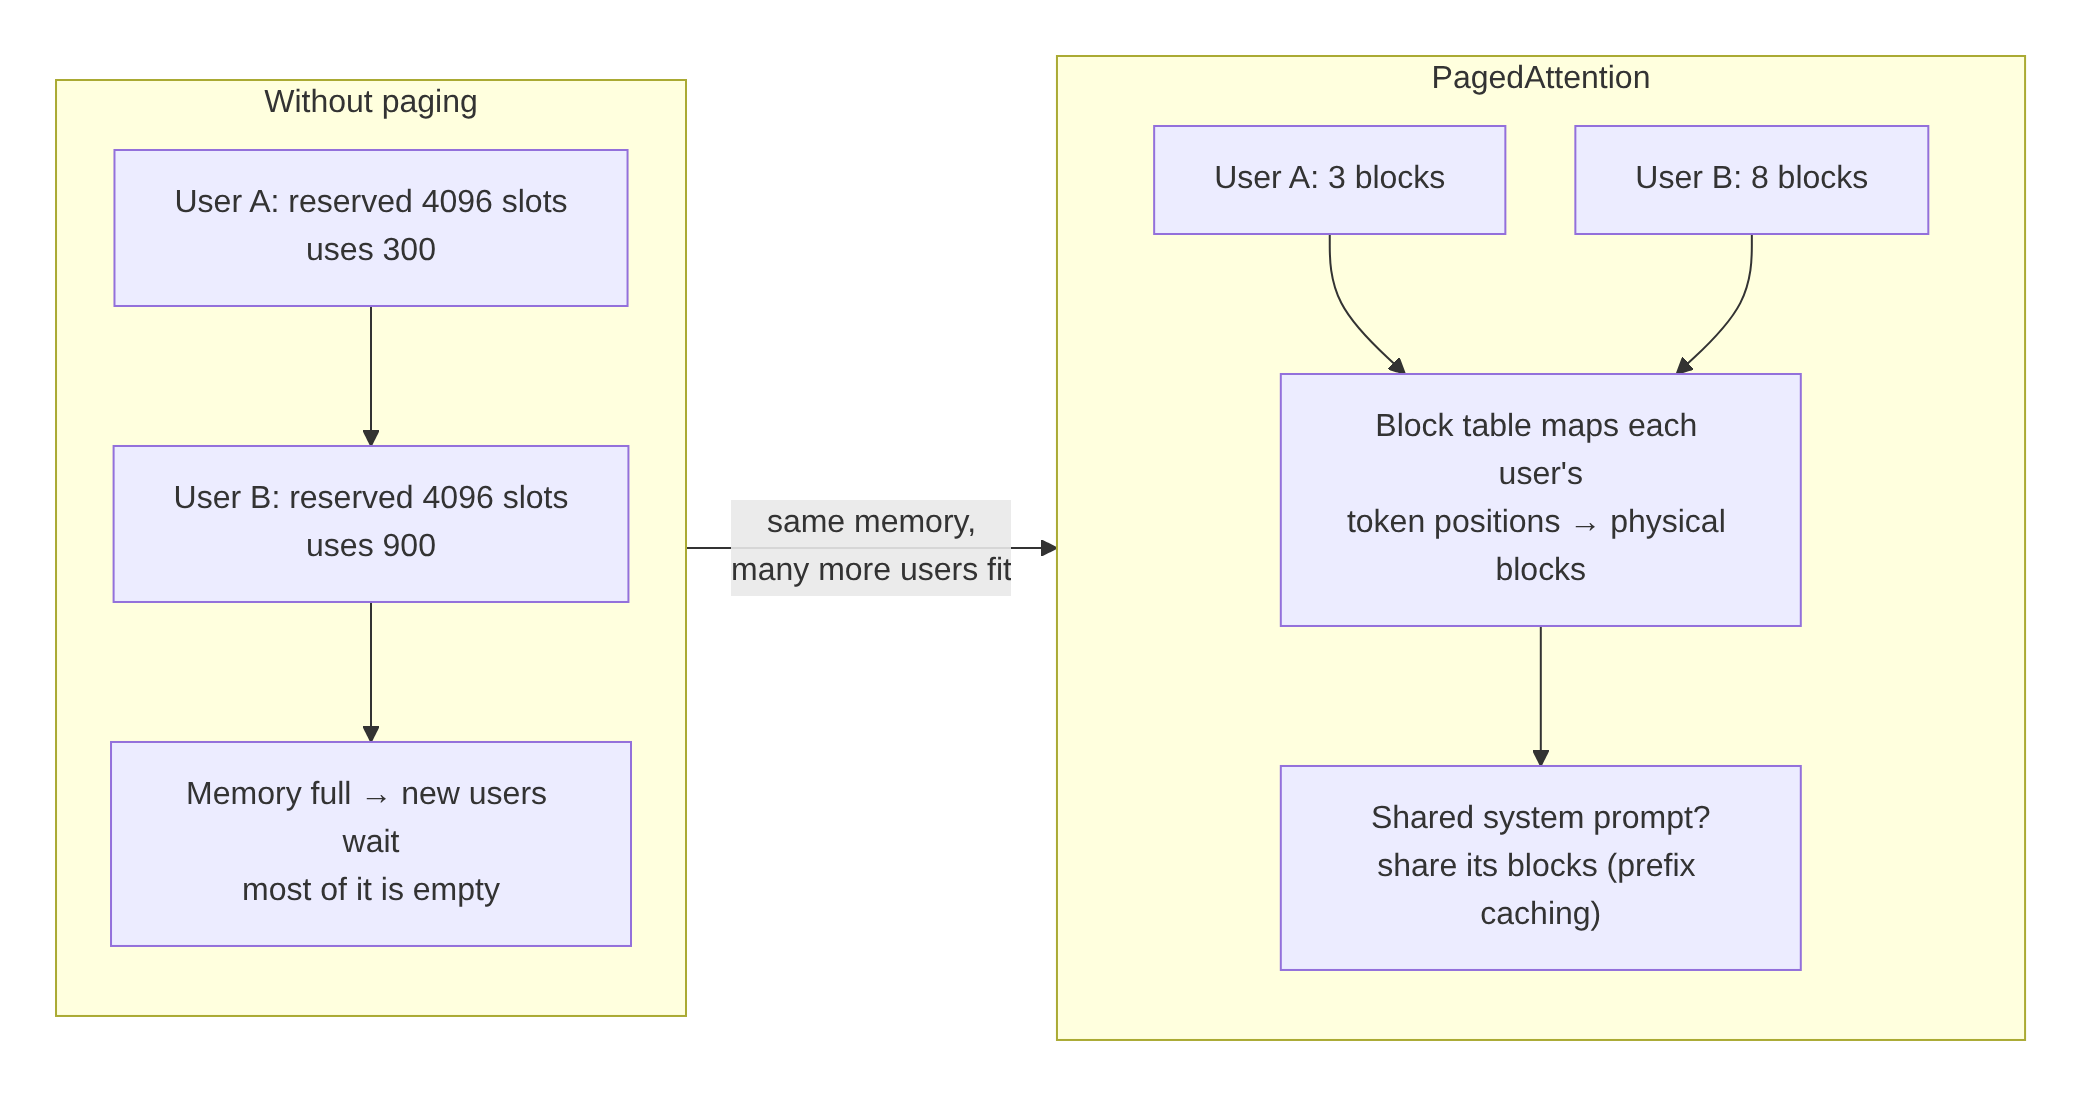 Without paging
User A: reserved 4096 slots
uses 300
User B: reserved 4096 slots
uses 900
Memory full → new users
wait
most of it is empty
same memory,
many more users fit
PagedAttention
User A: 3 blocks
User B: 8 blocks
Block table maps each
user's
token positions → physical
blocks
Shared system prompt?
share its blocks (prefix
caching)